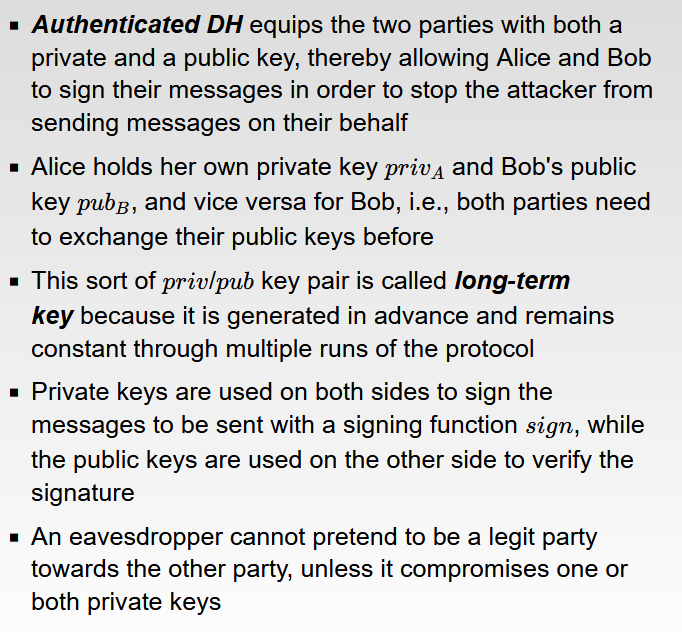 ▪ Authenticated DH equips the two parties with both a
private and a public key, thereby allowing Alice and Bob
to sign their messages in order to stop the attacker from
sending messages on their behalf
▪ Alice holds her own private key priv_A and Bob's public
key pub_B, and vice versa for Bob, i.e., both parties need
to exchange their public keys before
▪ This sort of priv/pub key pair is called long-term
key because it is generated in advance and remains
constant through multiple runs of the protocol
▪ Private keys are used on both sides to sign the
messages to be sent with a signing function sign, while
the public keys are used on the other side to verify the
signature
▪ An eavesdropper cannot pretend to be a legit party
towards the other party, unless it compromises one or
both private keys